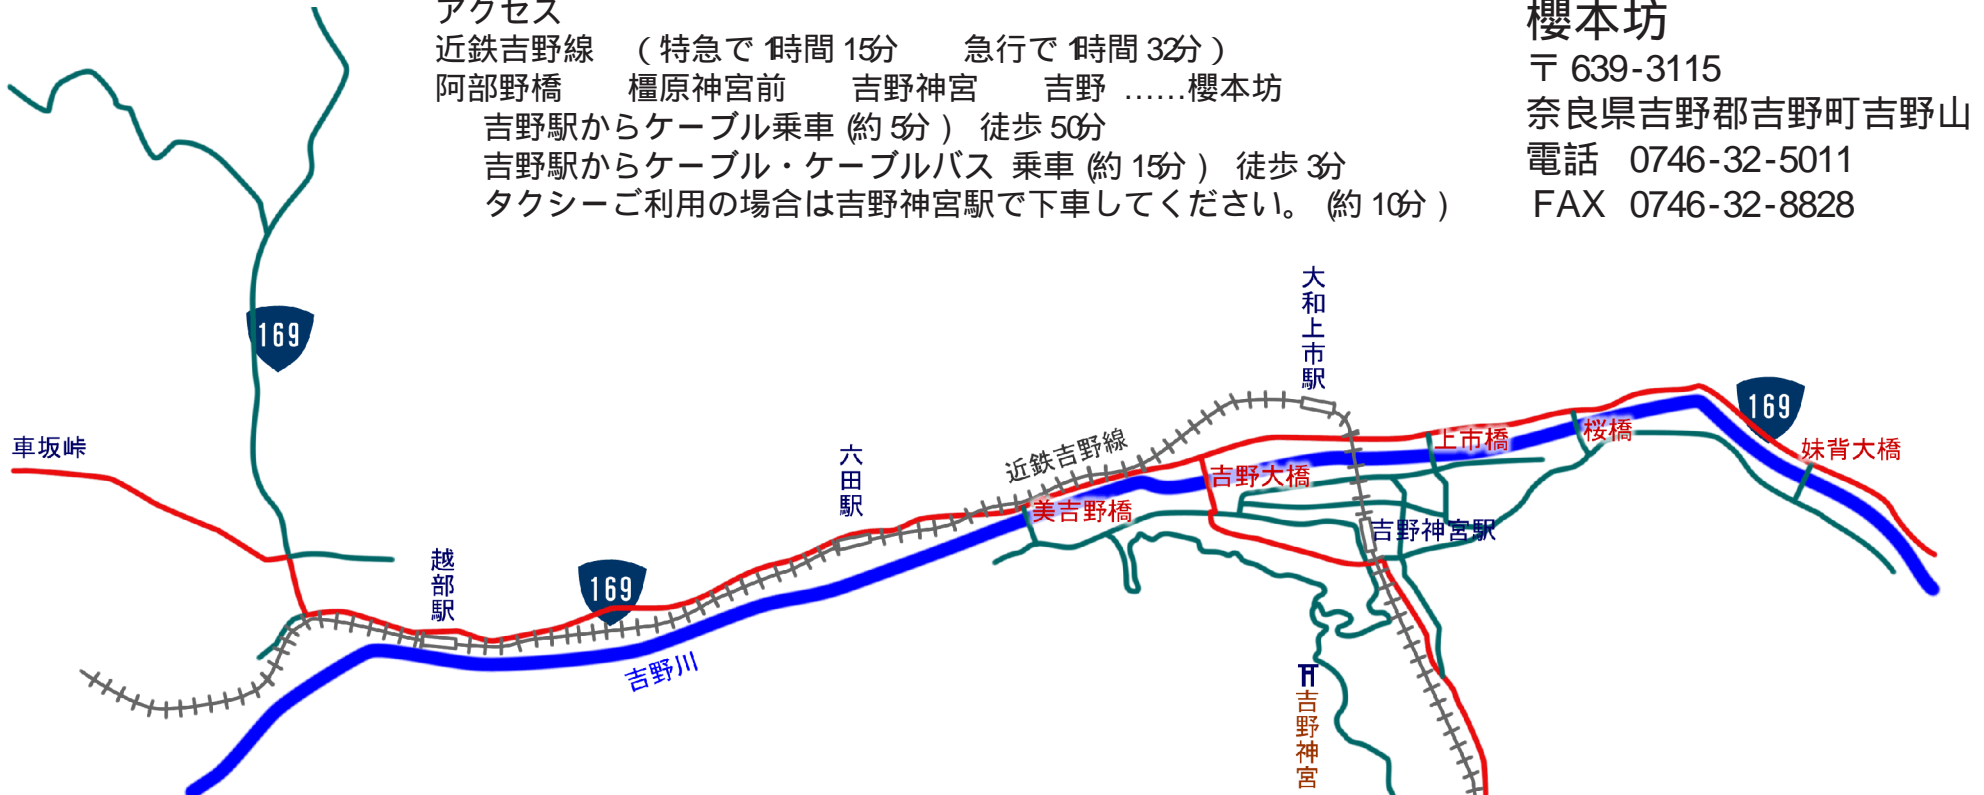 アクセス
近鉄吉野線 （特急で1時間15分 急行で1時間32分）
阿部野橋 橿原神宮前 吉野神宮 吉野 ……櫻本坊
吉野駅からケーブル乗車(約5分） 徒歩50分
吉野駅からケーブル・ケーブルバス 乗車(約15分） 徒歩3分
タクシーご利用の場合は吉野神宮駅で下車してください。 (約10分）
櫻本坊
〒639-3115
奈良県吉野郡吉野町吉野山
電話 0746-32-5011
FAX 0746-32-8828
大和上市駅
169
169
車坂峠
六田駅
近鉄吉野線
上市橋
桜橋
妹背大橋
吉野大橋
美吉野橋
吉野神宮駅
越部駅
169
吉野川
吉野神宮